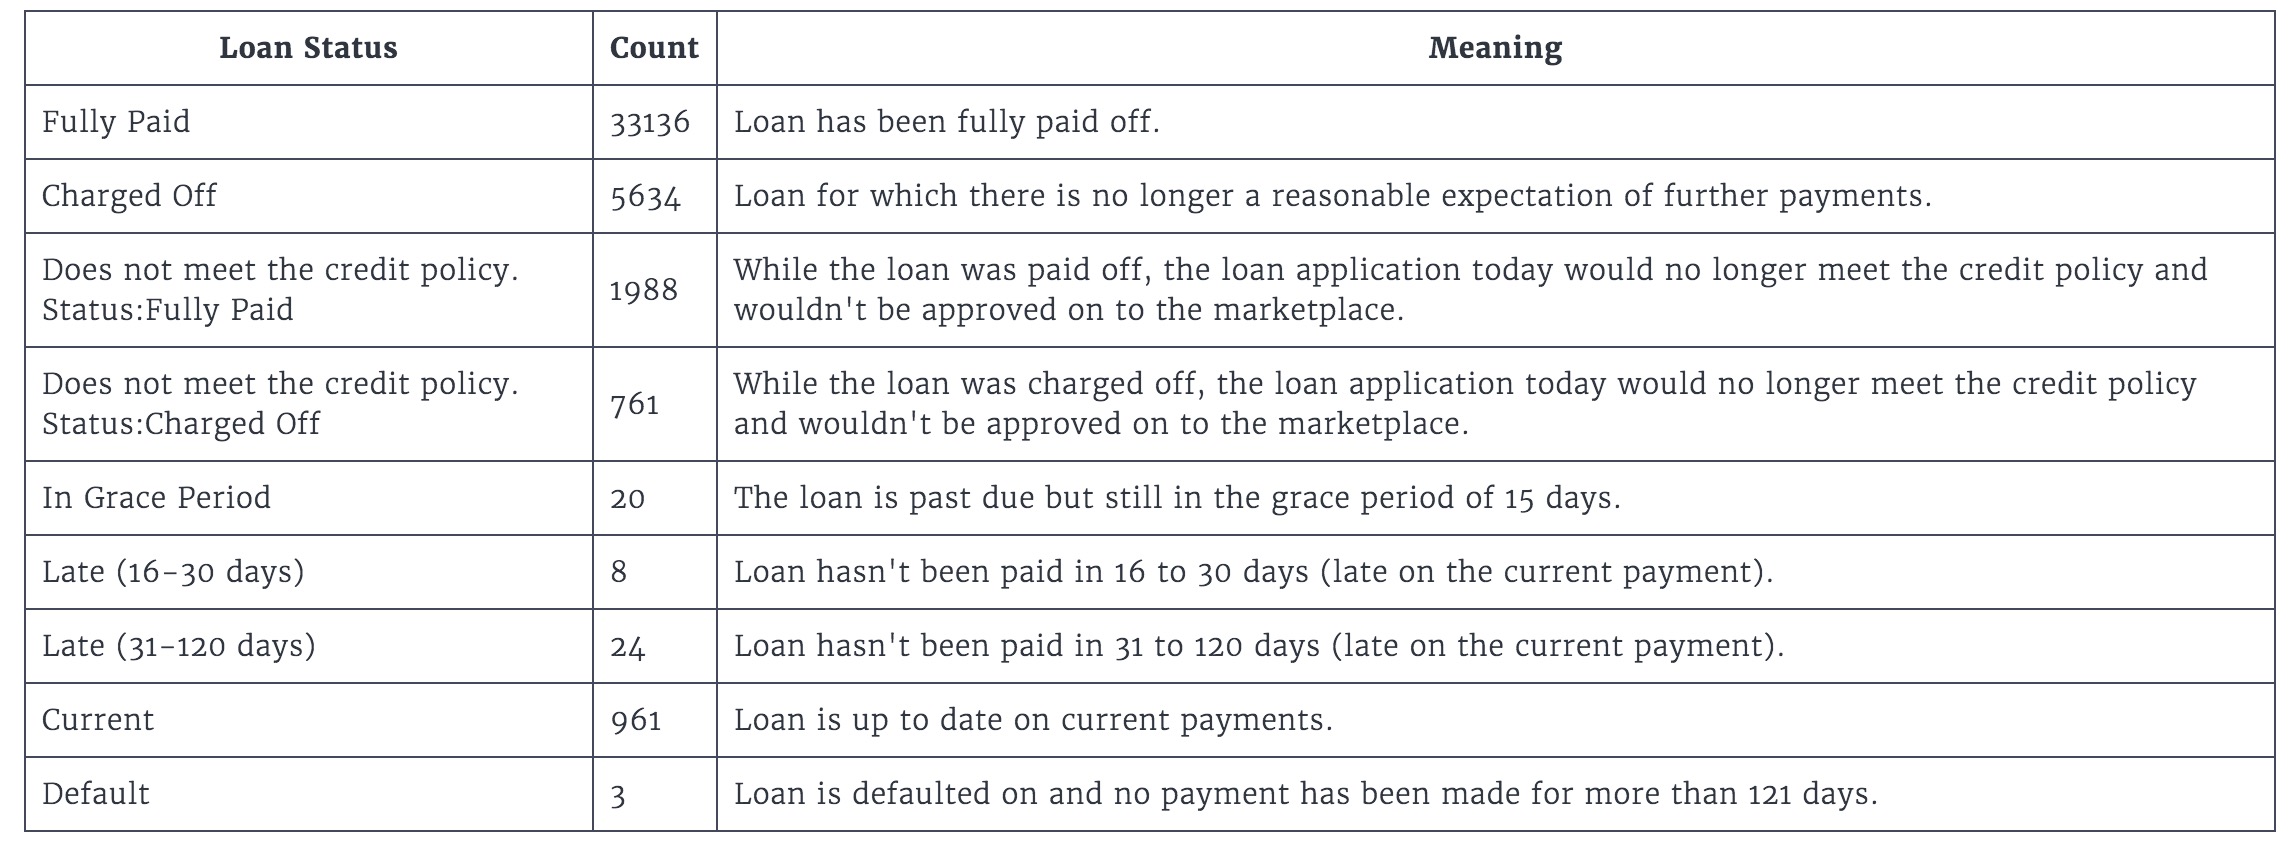 Loan Status Count Meaning
Fully Paid 33136 Loan has been fully paid off.
Charged Off 5634 Loan for which there is no longer a reasonable expectation of further payments.
Does not meet the credit policy.
Status:Fully Paid
1988
While the loan was paid off, the loan application today would no longer meet the credit policy and
wouldn't be approved on to the marketplace.
Does not meet the credit policy.
Status:Charged Off
761
While the loan was charged off, the loan application today would no longer meet the credit policy
and wouldn't be approved on to the marketplace.
In Grace Period 20 The loan is past due but still in the grace period of 15 days.
Late (16-30 days) 8 Loan hasn't been paid in 16 to 30 days (late on the current payment).
Late (31-120 days) 24 Loan hasn't been paid in 31 to 120 days (late on the current payment).
Current 961 Loan is up to date on current payments.
Default 3 Loan is defaulted on and no payment has been made for more than 121 days.